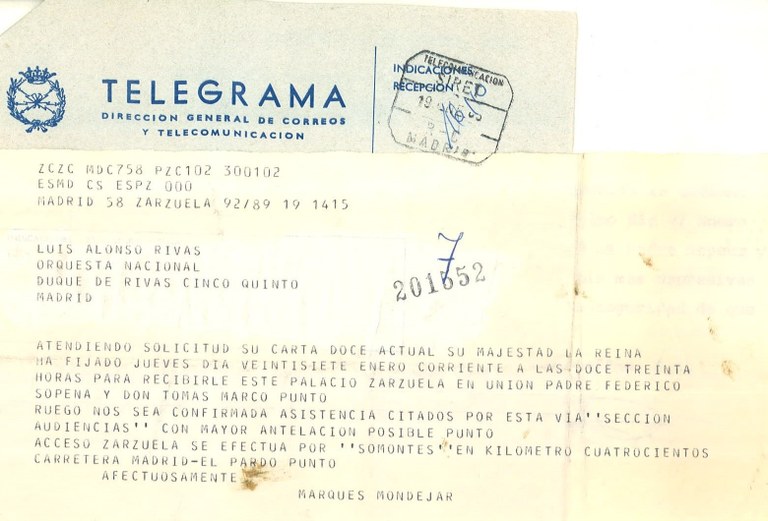 TELEGRAMA
DIRECCION GENERAL DE CORREOS
Y TELECOMUNICACION
INDICACIONES
RECEPCION
TELECOMUNICACION
SIRED
19
MADRID
ZCZC MDC758 PZC102 300102
ESMD CS ESPZ 000
MADRID 58 ZARZUELA 92/89 19 1415
LUIS ALONSO RIVAS
ORQUESTA NACIONAL
DUQUE DE RIVAS CINCO QUINTO
MADRID
7
201652
ATENDIENDO SOLICITUD SU CARTA DOCE ACTUAL SU MAJESTAD LA REINA
HA FIJADO JUEVES DIA VEINTISIETE ENERO CORRIENTE A LAS DOCE TREINTA
HORAS PARA RECIBIRLE ESTE PALACIO ZARZUELA EN UNION PADRE FEDERICO
SOPENA Y DON TOMAS MARCO PUNTO
RUEGO NOS SEA CONFIRMADA ASISTENCIA CITADOS POR ESTA VIA''SECCION
AUDIENCIAS'' CON MAYOR ANTELACION POSIBLE PUNTO
ACCESO ZARZUELA SE EFECTUA POR ''SOMONTES''EN KILOMETRO CUATROCIENTOS
CARRETERA MADRID-EL PARDO PUNTO
AFECTUOSAMENTE
MARQUES MONDEJAR